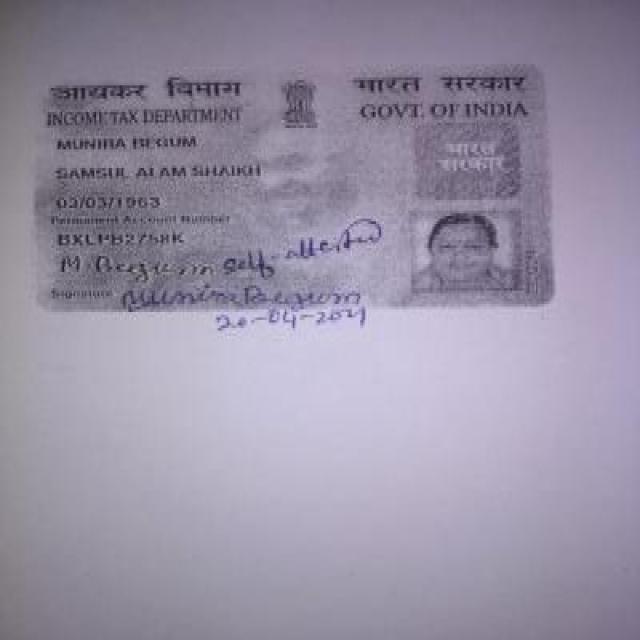 आयकर विभाग
भारत सरकार
INCOME TAX DEPARTMENT
GOVT. OF INDIA
MUNIRA BEGUM
SAMSUL ALAM SHAIKH
03/03/1963
Permanent Account Number
BXLPB2758K
भारत सरकार
M. Begum
self-attested
Signature
Munira Begum
20-04-2021